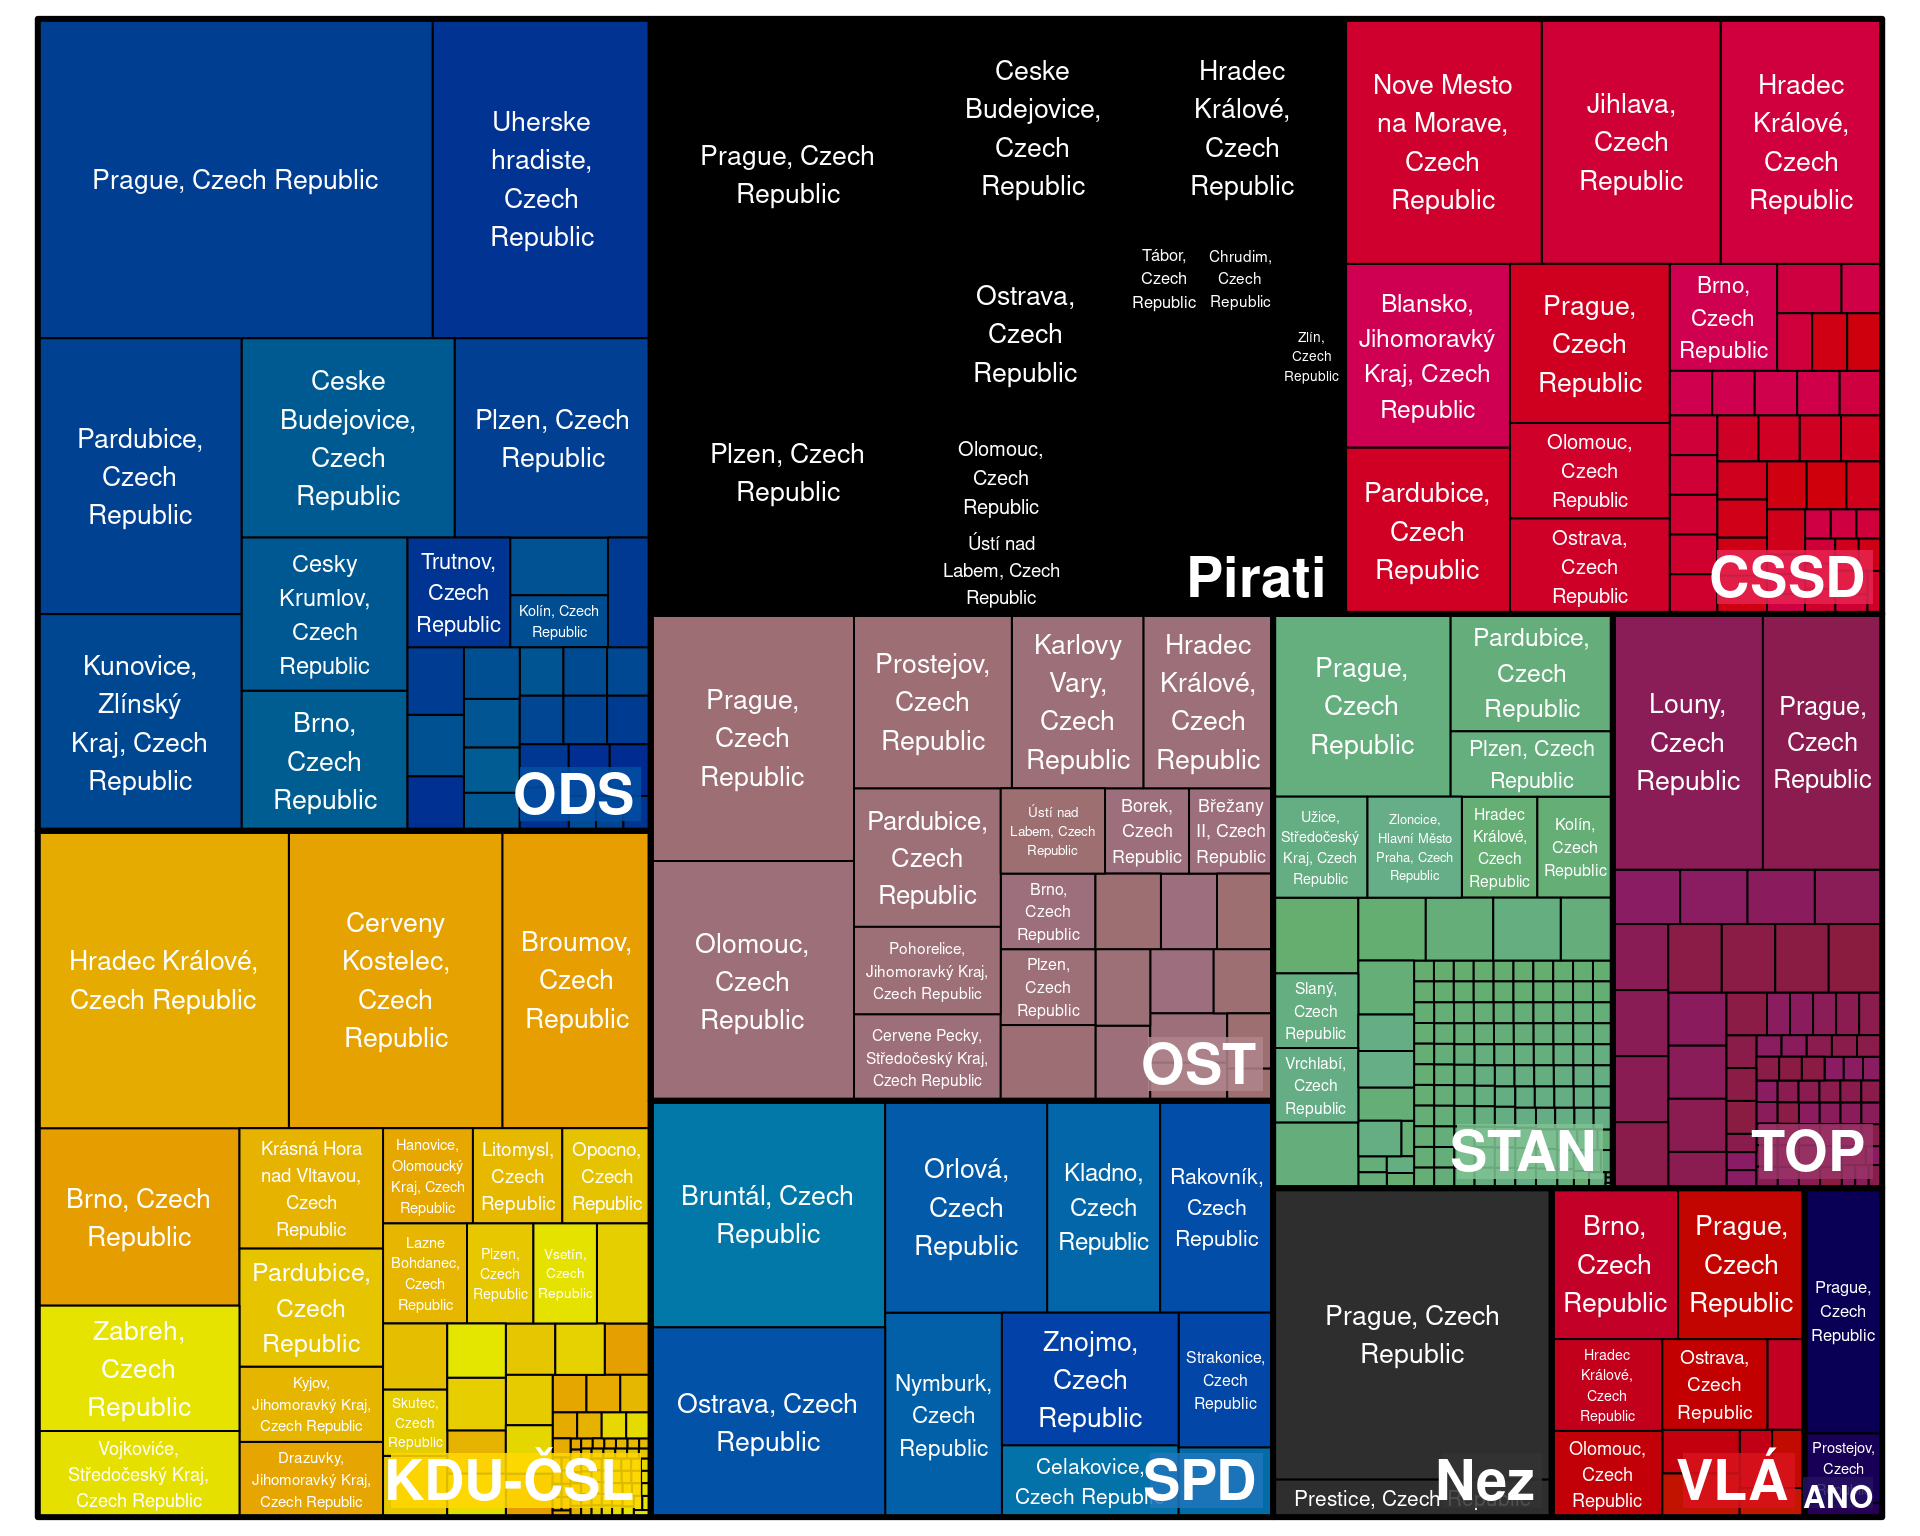 Prague, Czech Republic
Uherske
hradiste,
Czech
Republic
Pardubice,
Czech
Republic
Ceske
Budejovice,
Czech
Republic
Plzen, Czech
Republic
Kunovice,
Zlínský
Kraj, Czech
Republic
Cesky
Krumlov,
Czech
Republic
Brno,
Czech
Republic
Trutnov,
Czech
Republic
Kolín, Czech
Republic
ODS
Prague, Czech
Republic
Ceske
Budejovice,
Czech
Republic
Hradec
Králové,
Czech
Republic
Plzen, Czech
Republic
Ostrava,
Czech
Republic
Tábor,
Czech
Republic
Chrudim,
Czech
Republic
Zlín,
Czech
Republic
Olomouc,
Czech
Republic
Ústí nad
Labem, Czech
Republic
Pirati
Nove Mesto
na Morave,
Czech
Republic
Jihlava,
Czech
Republic
Hradec
Králové,
Czech
Republic
Blansko,
Jihomoravký
Kraj, Czech
Republic
Prague,
Czech
Republic
Brno,
Czech
Republic
Pardubice,
Czech
Republic
Olomouc,
Czech
Republic
Ostrava,
Czech
Republic
CSSD
Prague,
Czech
Republic
Prostejov,
Czech
Republic
Karlovy
Vary,
Czech
Republic
Hradec
Králové,
Czech
Republic
Olomouc,
Czech
Republic
Pardubice,
Czech
Republic
Ústí nad
Labem, Czech
Republic
Borek,
Czech
Republic
Břežany
II, Czech
Republic
Pohorelice,
Jihomoravký Kraj,
Czech Republic
Brno,
Czech
Republic
Cervene Pecky,
Středočeský Kraj,
Czech Republic
Plzen,
Czech
Republic
OST
Prague,
Czech
Republic
Pardubice,
Czech
Republic
Plzen, Czech
Republic
Užice,
Středočeský
Kraj, Czech
Republic
Zloncice,
Hlavní Město
Praha, Czech
Republic
Hradec
Králové,
Czech
Republic
Kolín,
Czech
Republic
Slaný,
Czech
Republic
Vrchlabí,
Czech
Republic
STAN
Louny,
Czech
Republic
Prague,
Czech
Republic
TOP
Hradec Králové,
Czech Republic
Cerveny
Kostelec,
Czech
Republic
Broumov,
Czech
Republic
Brno, Czech
Republic
Krásná Hora
nad Vltavou,
Czech
Republic
Hanovice,
Olomoucký
Kraj, Czech
Republic
Litomysl,
Czech
Republic
Opocno,
Czech
Republic
Zabreh,
Czech
Republic
Pardubice,
Czech
Republic
Lazne
Bohdanec,
Czech
Republic
Plzen,
Czech
Republic
Vsetín,
Czech
Republic
Vojkoviće,
Středočeský Kraj,
Czech Republic
Kyjov,
Jihomoravký Kraj,
Czech Republic
Skutec,
Czech
Republic
Drazuvky,
Jihomoravký Kraj,
Czech Republic
KDU-ČSL
Bruntál, Czech
Republic
Orlová,
Czech
Republic
Kladno,
Czech
Republic
Rakovník,
Czech
Republic
Ostrava, Czech
Republic
Nymburk,
Czech
Republic
Znojmo,
Czech
Republic
Strakonice,
Czech
Republic
Celakovice,
Czech Republic
SPD
Prague, Czech
Republic
Prestice, Czech Republic
Nez
Brno,
Czech
Republic
Prague,
Czech
Republic
Hradec
Králové,
Czech
Republic
Ostrava,
Czech
Republic
Olomouc,
Czech
Republic
VLÁ
Prague,
Czech
Republic
Prostejov,
Czech
ANO